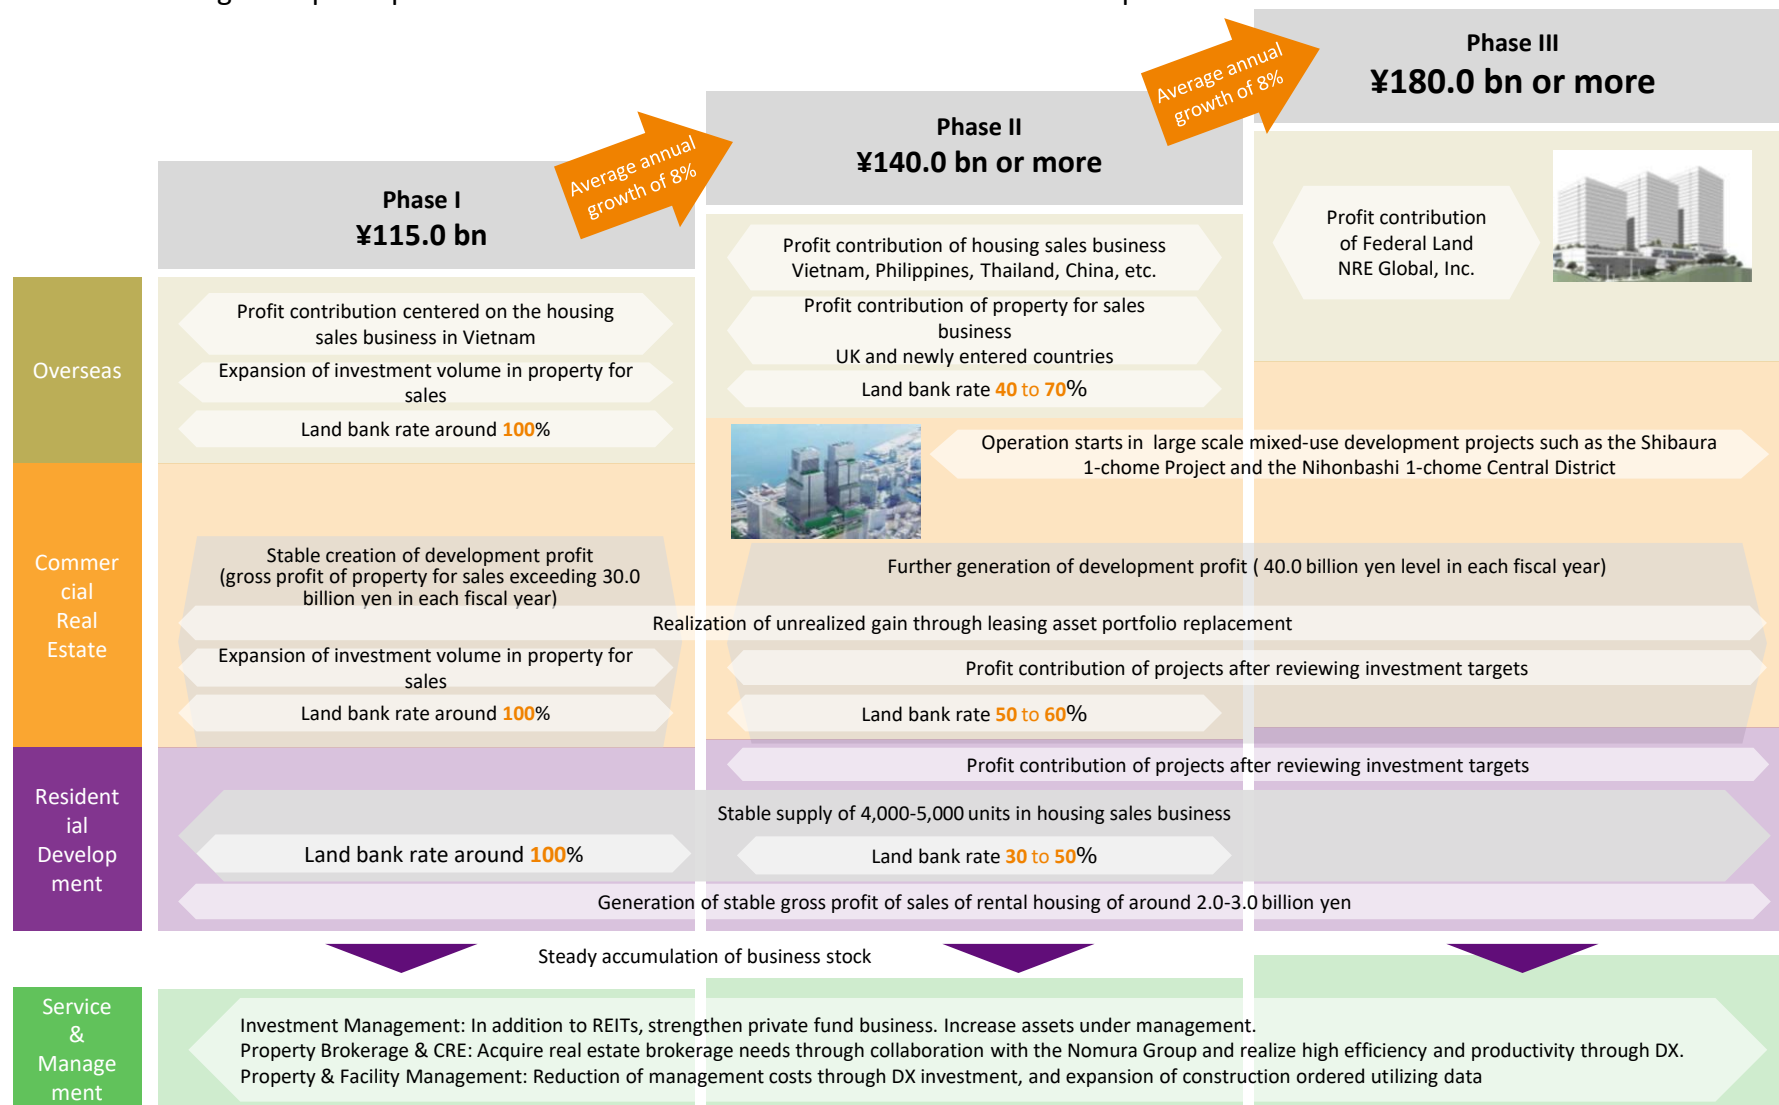 Phase III
¥180.0 bn or more
Average annual
growth of 8%
Phase II
¥140.0 bn or more
Average annual
growth of 8%
Phase I
¥115.0 bn
Overseas
Profit contribution centered on the housing
sales business in Vietnam
Expansion of investment volume in property for
sales
Land bank rate around 100%
Profit contribution of housing sales business
Vietnam, Philippines, Thailand, China, etc.
Profit contribution of property for sales
business
UK and newly entered countries
Land bank rate 40 to 70%
Profit contribution
of Federal Land
NRE Global, Inc.
Commer
cial
Real
Estate
Operation starts in large scale mixed-use development projects such as the Shibaura
1-chome Project and the Nihonbashi 1-chome Central District
Stable creation of development profit
(gross profit of property for sales exceeding 30.0
billion yen in each fiscal year)
Further generation of development profit ( 40.0 billion yen level in each fiscal year)
Realization of unrealized gain through leasing asset portfolio replacement
Expansion of investment volume in property for
sales
Profit contribution of projects after reviewing investment targets
Land bank rate around 100%
Land bank rate 50 to 60%
Resident
ial
Develop
ment
Profit contribution of projects after reviewing investment targets
Stable supply of 4,000-5,000 units in housing sales business
Land bank rate around 100%
Land bank rate 30 to 50%
Generation of stable gross profit of sales of rental housing of around 2.0-3.0 billion yen
Steady accumulation of business stock
Service
&
Manage
ment
Investment Management: In addition to REITs, strengthen private fund business. Increase assets under management.
Property Brokerage & CRE: Acquire real estate brokerage needs through collaboration with the Nomura Group and realize high efficiency and productivity through DX.
Property & Facility Management: Reduction of management costs through DX investment, and expansion of construction ordered utilizing data